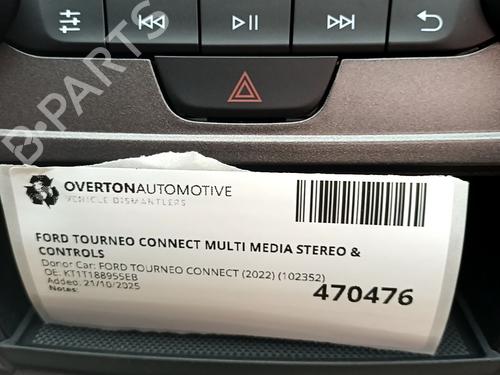 B-PARTS
OVERTONAUTOMOTIVE
VEHICLE DISMANTLERS
FORD TOURNEO CONNECT MULTI MEDIA STEREO &
CONTROLS
Donor Car: FORD TOURNEO CONNECT (2022) (102352)
OE: KT1T18895SEB
Added: 21/10/2025
Notes:
470476